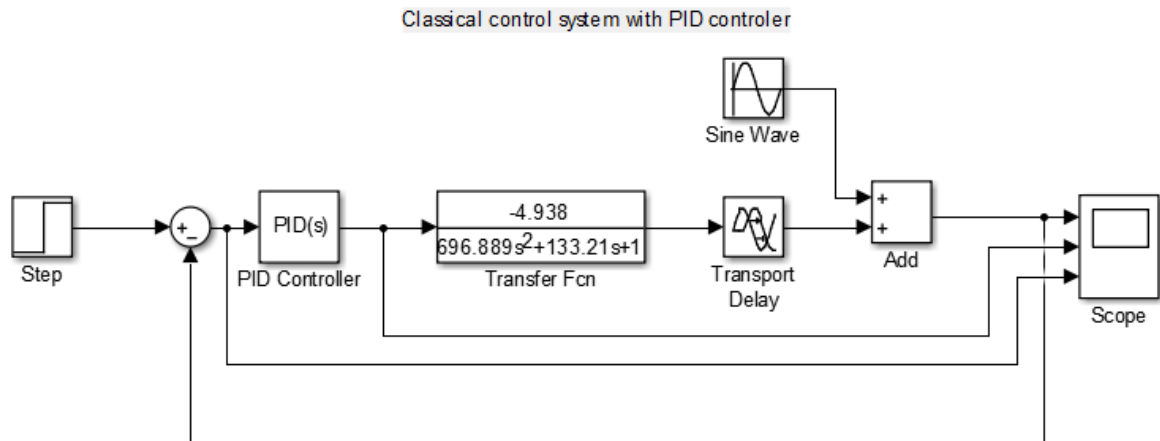 Classical control system with PID controler
Sine Wave
Step
+
−
PID(s)
PID Controller
-4.938
696.889s²+133.21s+1
Transfer Fcn
Transport
Delay
+
+
Add
Scope